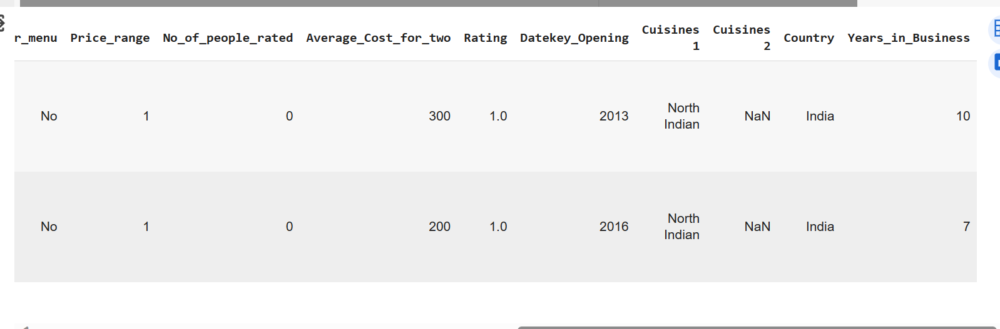 r_menu Price_range No_of_people_rated Average_Cost_for_two Rating Datekey_Opening Cuisines 1 Cuisines 2 Country Years_in_Business
No 1 0 300 1.0 2013 North Indian NaN India 10
No 1 0 200 1.0 2016 North Indian NaN India 7